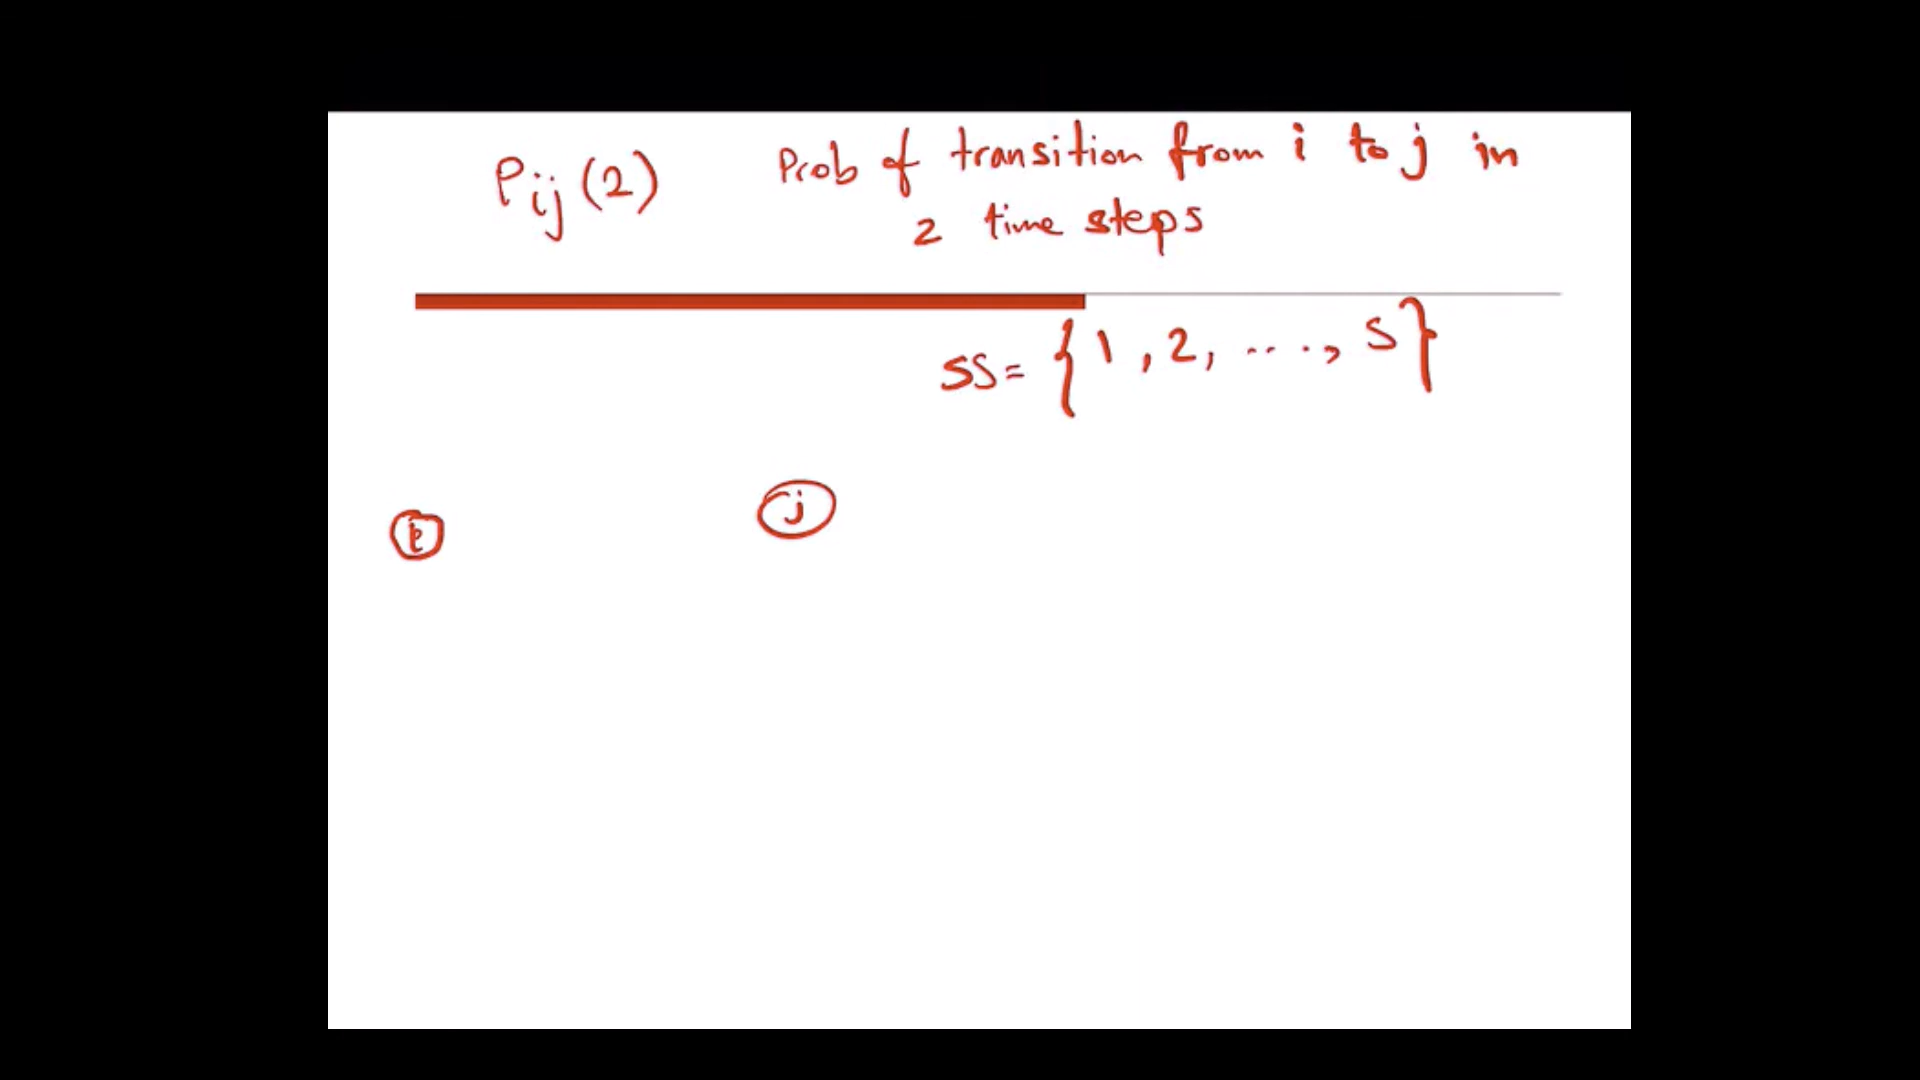 Pij (2) Prob of transition from i to j in
2 time steps
SS = { 1 , 2, ...., S }
j
i